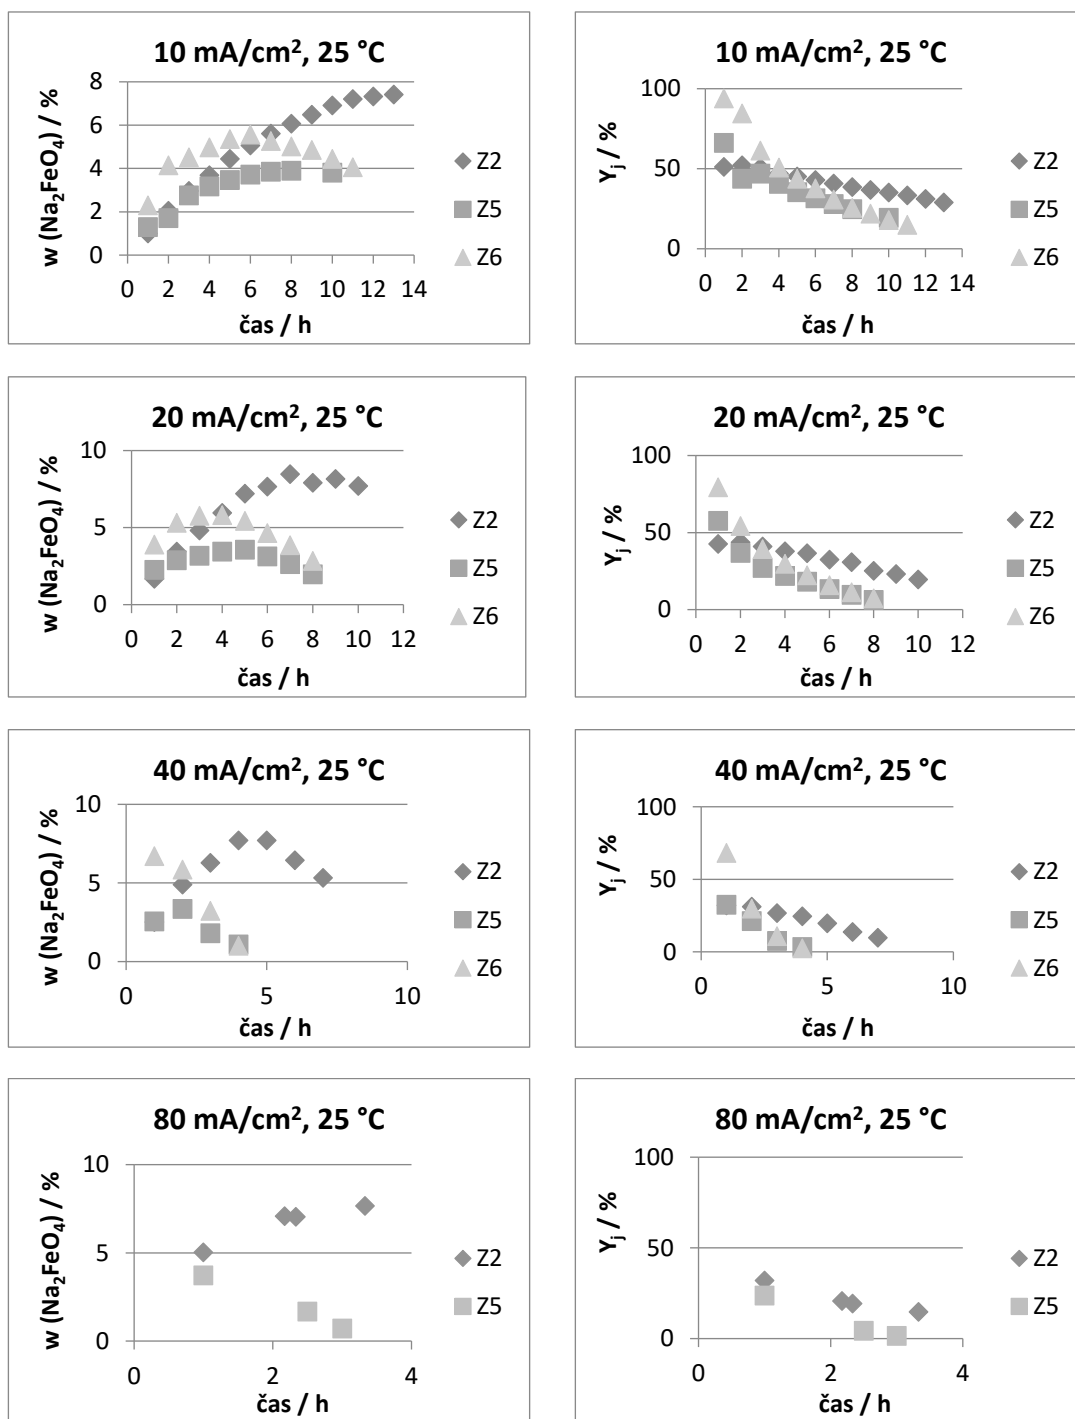 10 mA/cm², 25 °C
w (Na₂FeO₄) / %
8
6
4
2
0
0 2 4 6 8 10 12 14
čas / h
Z2
Z5
Z6
10 mA/cm², 25 °C
Yⱼ / %
100
50
0
0 2 4 6 8 10 12 14
čas / h
Z2
Z5
Z6
20 mA/cm², 25 °C
w (Na₂FeO₄) / %
10
5
0
0 2 4 6 8 10 12
čas / h
Z2
Z5
Z6
20 mA/cm², 25 °C
Yⱼ / %
100
50
0
0 2 4 6 8 10 12
čas / h
Z2
Z5
Z6
40 mA/cm², 25 °C
w (Na₂FeO₄) / %
10
5
0
0 5 10
čas / h
Z2
Z5
Z6
40 mA/cm², 25 °C
Yⱼ / %
100
50
0
0 5 10
čas / h
Z2
Z5
Z6
80 mA/cm², 25 °C
w (Na₂FeO₄) / %
10
5
0
0 2 4
čas / h
Z2
Z5
80 mA/cm², 25 °C
Yⱼ / %
100
50
0
0 2 4
čas / h
Z2
Z5